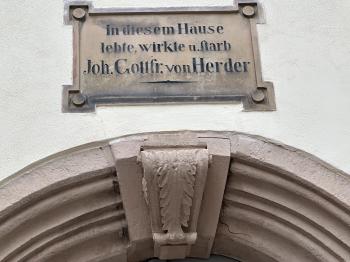 In diesem Hause
lebte, wirkte u. starb
Joh. Gottfr. von Herder